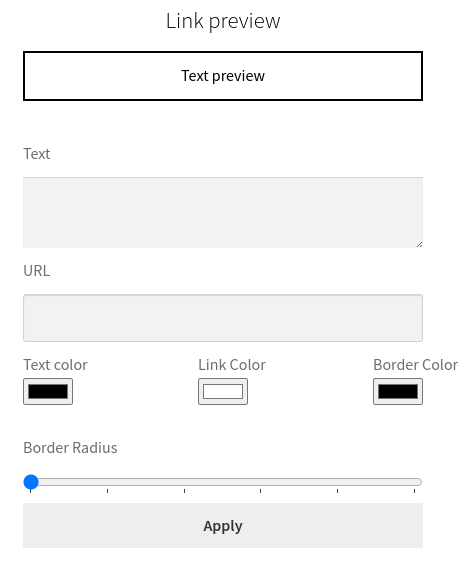 Link preview
Text preview
Text
URL
Text color Link Color Border Color
Border Radius
Apply